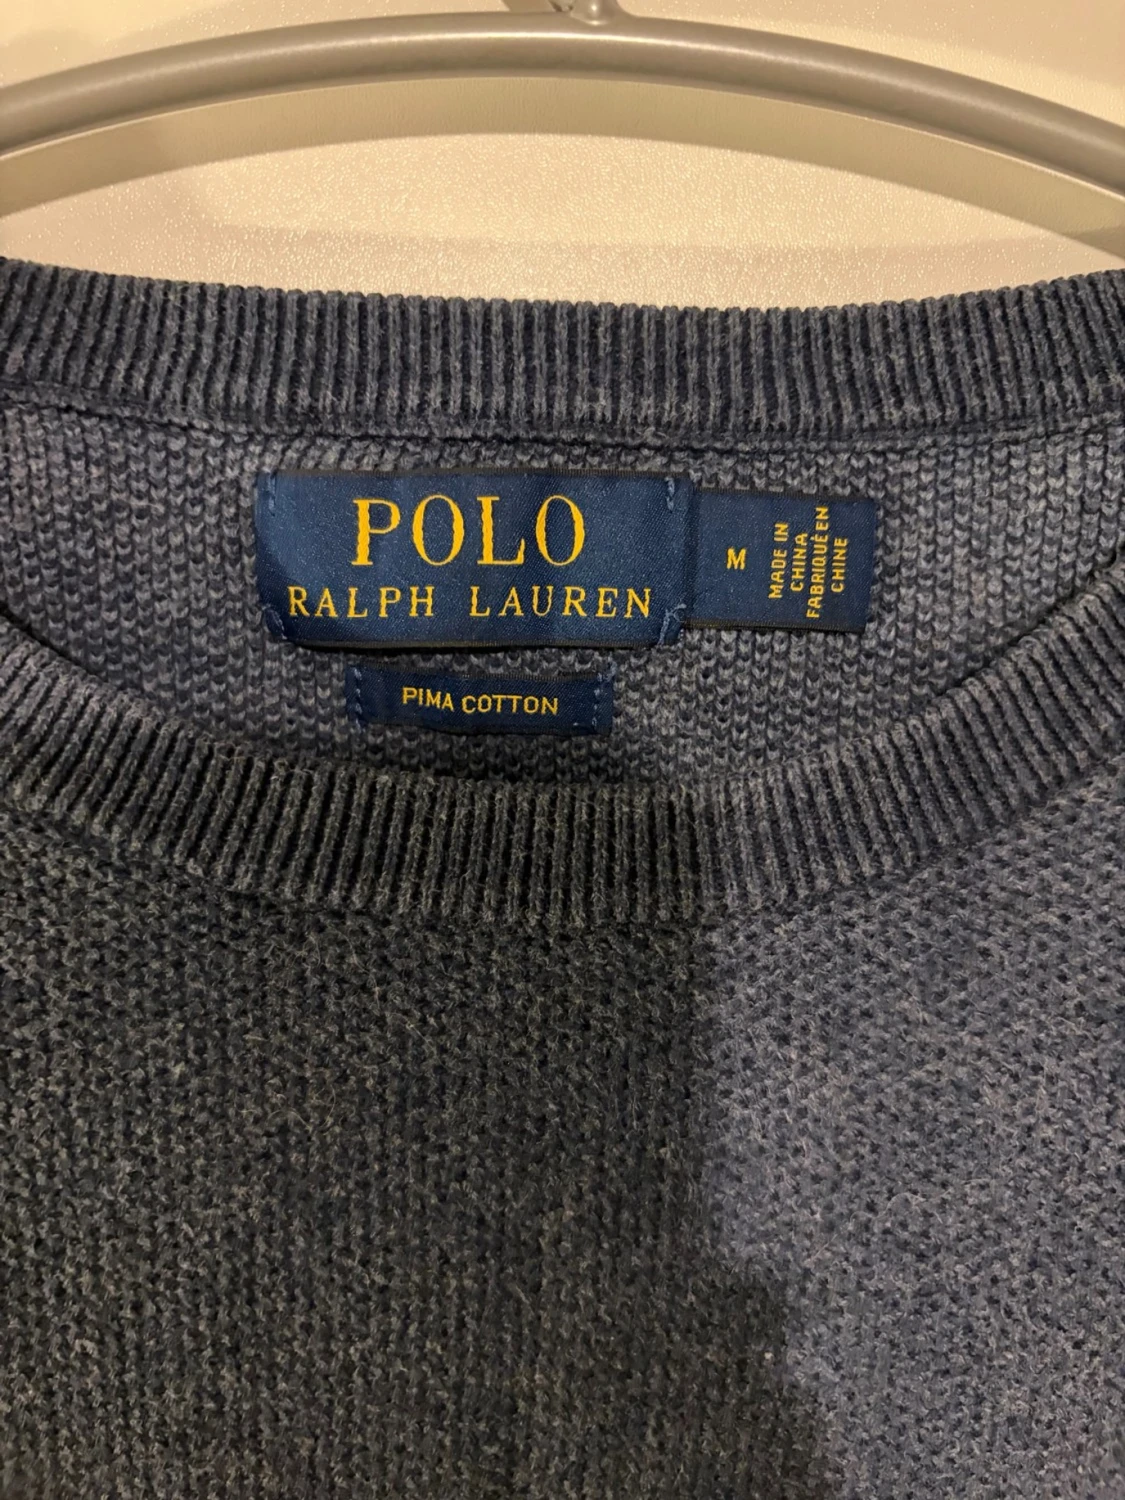 POLO
RALPH LAUREN
M
MADE IN
CHINA
FABRIQUÉ EN
CHINE
PIMA COTTON